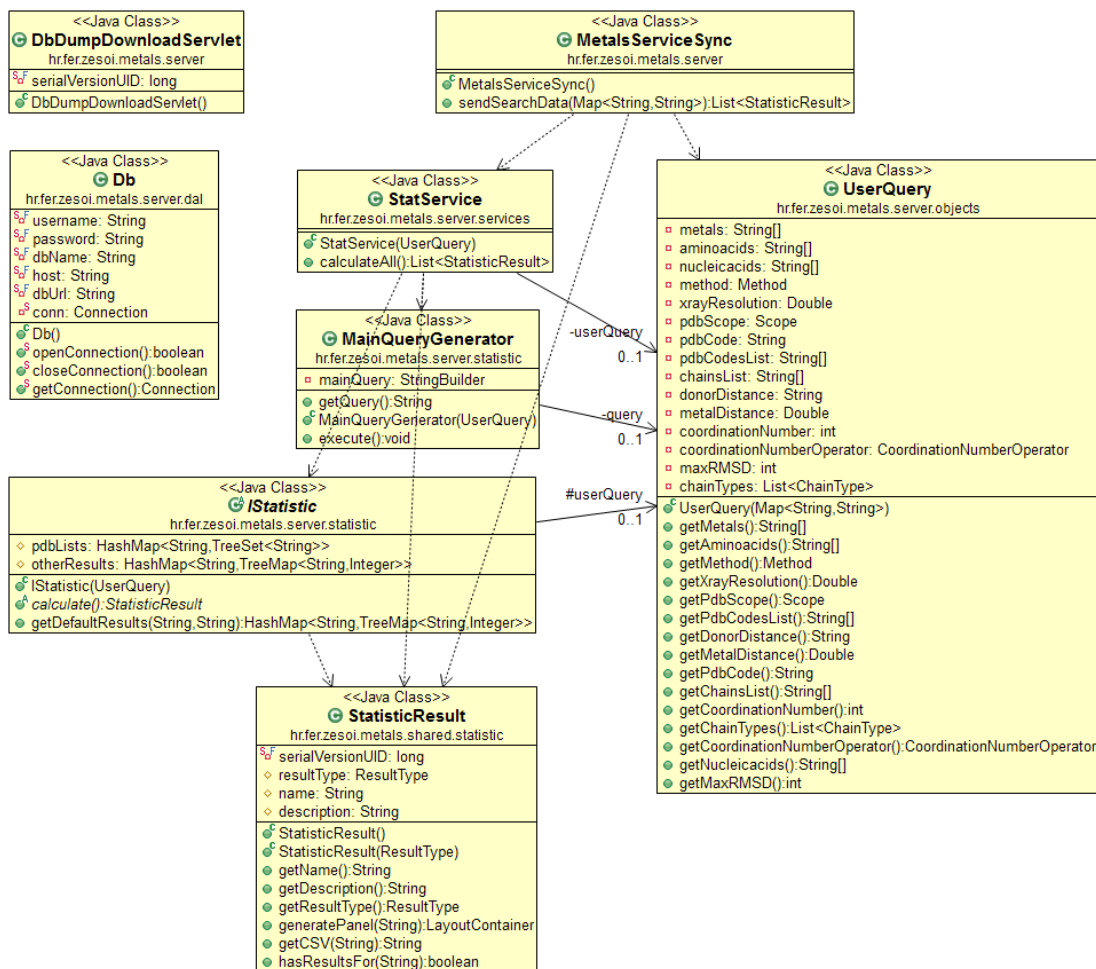 <<Java Class>>
DbDumpDownloadServlet
hr.fer.zesoi.metals.server
serialVersionUID: long
DbDumpDownloadServlet()
<<Java Class>>
MetalsServiceSync
hr.fer.zesoi.metals.server
MetalsServiceSync()
sendSearchData(Map<String,String>):List<StatisticResult>
<<Java Class>>
Db
hr.fer.zesoi.metals.server.dal
username: String
password: String
dbName: String
host: String
dbUrl: String
conn: Connection
Db()
openConnection():boolean
closeConnection():boolean
getConnection():Connection
<<Java Class>>
StatService
hr.fer.zesoi.metals.server.services
StatService(UserQuery)
calculateAll():List<StatisticResult>
<<Java Class>>
UserQuery
hr.fer.zesoi.metals.server.objects
metals: String[]
aminoacids: String[]
nucleicacids: String[]
method: Method
xrayResolution: Double
pdbScope: Scope
pdbCode: String
pdbCodesList: String[]
chainsList: String[]
donorDistance: String
metalDistance: Double
coordinationNumber: int
coordinationNumberOperator: CoordinationNumberOperator
maxRMSD: int
chainTypes: List<ChainType>
UserQuery(Map<String,String>)
getMetals():String[]
getAminoacids():String[]
getMethod():Method
getXrayResolution():Double
getPdbScope():Scope
getPdbCodesList():String[]
getDonorDistance():String
getMetalDistance():Double
getPdbCode():String
getChainsList():String[]
getCoordinationNumber():int
getChainTypes():List<ChainType>
getCoordinationNumberOperator():CoordinationNumberOperator
getNucleicacids():String[]
getMaxRMSD():int
<<Java Class>>
MainQueryGenerator
hr.fer.zesoi.metals.server.statistic
mainQuery: StringBuilder
getQuery():String
MainQueryGenerator(UserQuery)
execute():void
-userQuery
0..1
-query
0..1
#userQuery
0..1
<<Java Class>>
IStatistic
hr.fer.zesoi.metals.server.statistic
pdbLists: HashMap<String,TreeSet<String>>
otherResults: HashMap<String,TreeMap<String,Integer>>
IStatistic(UserQuery)
calculate():StatisticResult
getDefaultResults(String,String):HashMap<String,TreeMap<String,Integer>>
<<Java Class>>
StatisticResult
hr.fer.zesoi.metals.shared.statistic
serialVersionUID: long
resultType: ResultType
name: String
description: String
StatisticResult()
StatisticResult(ResultType)
getName():String
getDescription():String
getResultType():ResultType
generatePanel(String):LayoutContainer
getCSV(String):String
hasResultsFor(String):boolean